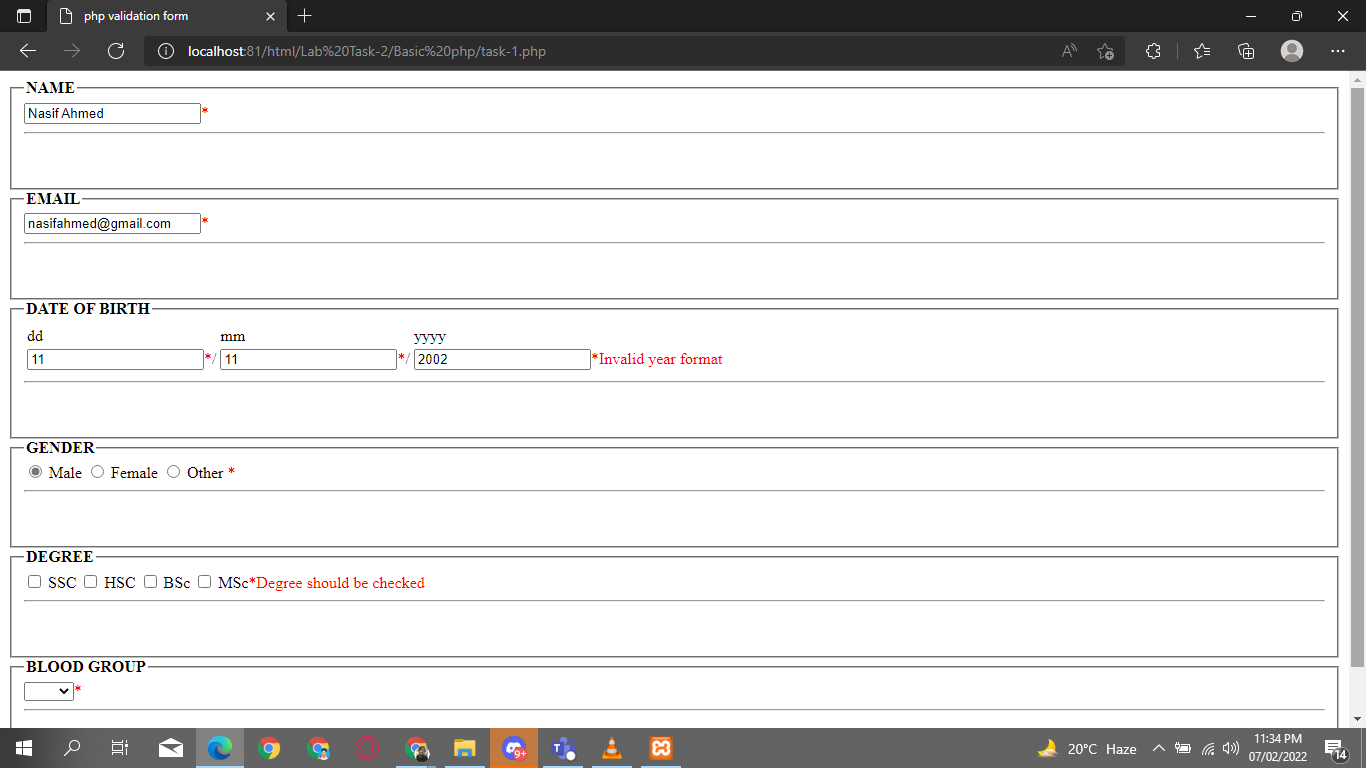 php validation form
localhost:81/html/Lab%20Task-2/Basic%20php/task-1.php
NAME
Nasif Ahmed *
EMAIL
nasifahmed@gmail.com *
DATE OF BIRTH
dd mm yyyy
11 */ 11 */ 2002 *Invalid year format
GENDER
Male Female Other *
DEGREE
SSC HSC BSc MSc*Degree should be checked
BLOOD GROUP
*
9+
20°C Haze
11:34 PM
07/02/2022
14